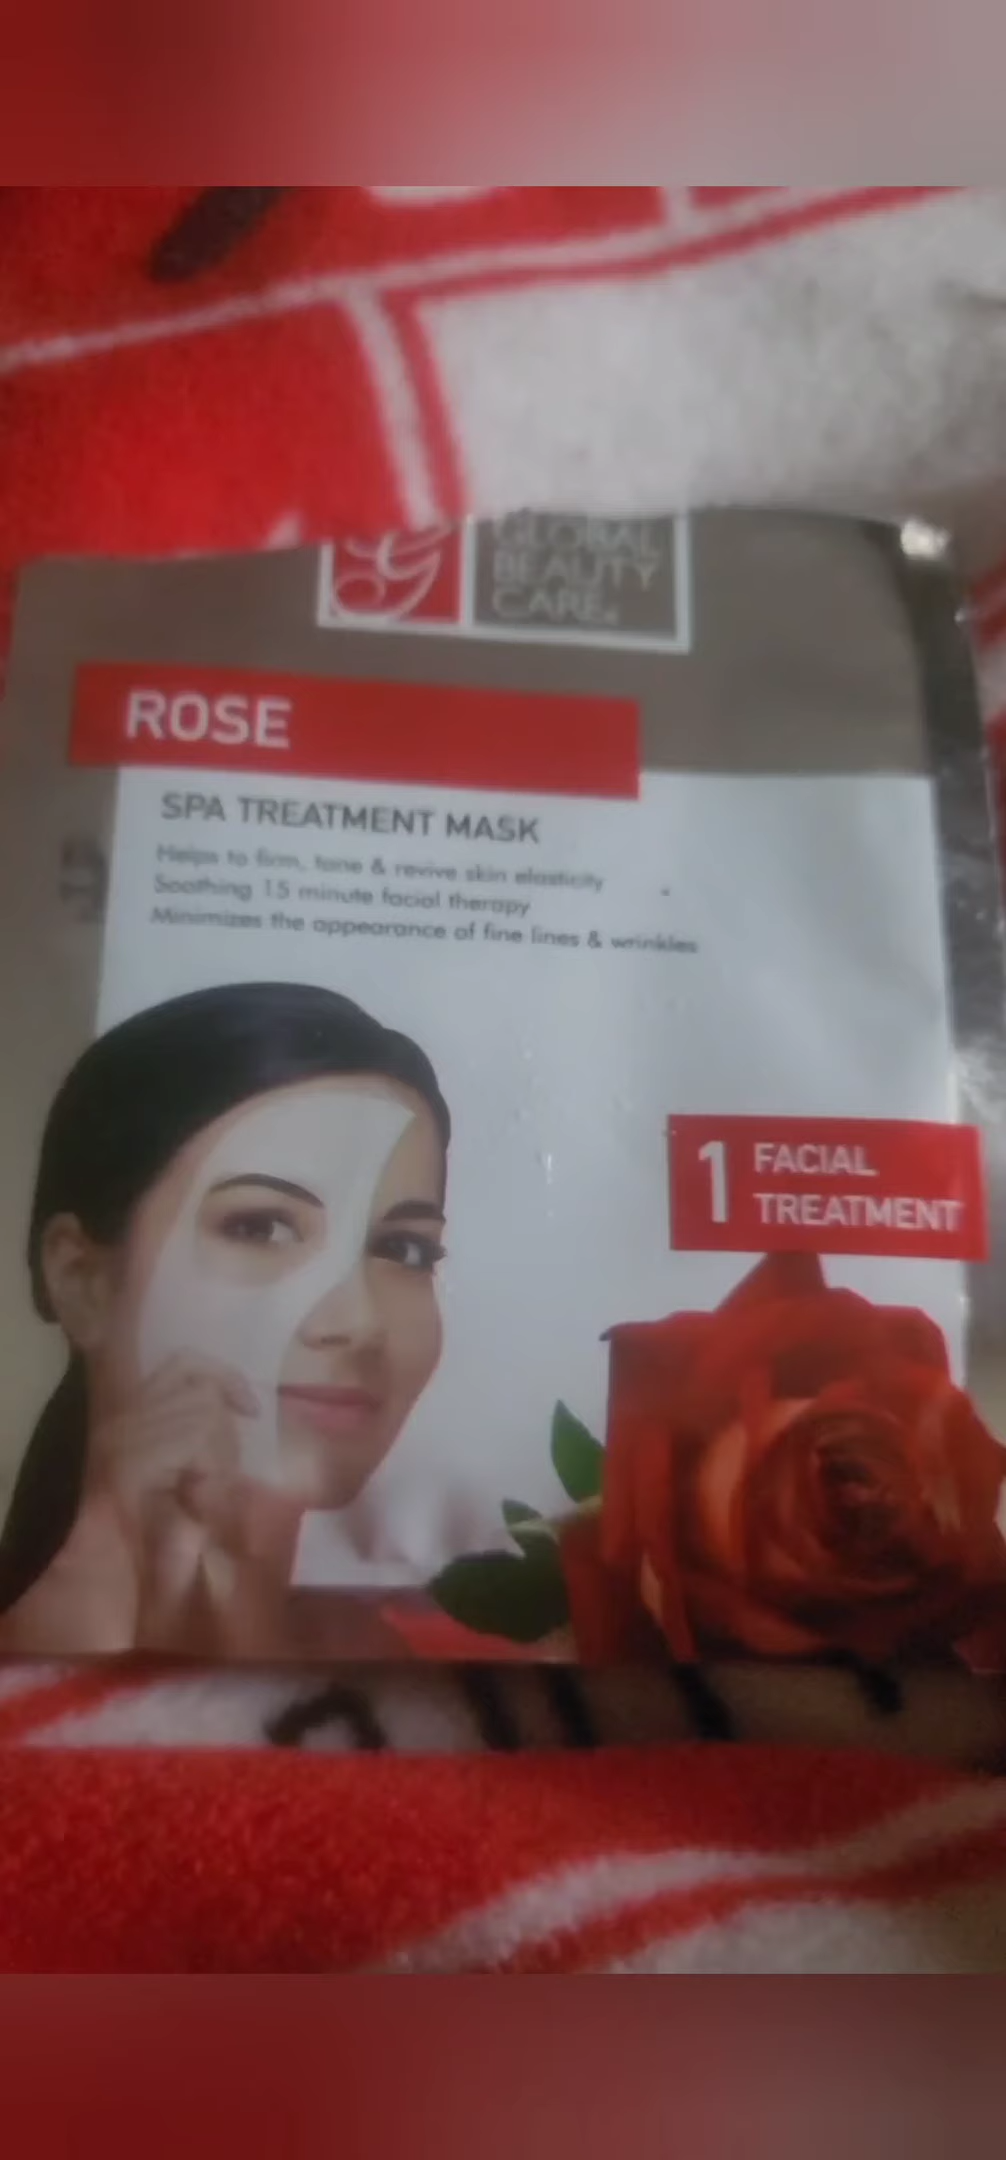 GLOBAL
BEAUTY
CARE
ROSE
SPA TREATMENT MASK
Helps to firm, tone & revive skin elasticity
Soothing 15 minute facial therapy
Minimizes the appearance of fine lines & wrinkles
1 FACIAL
TREATMENT